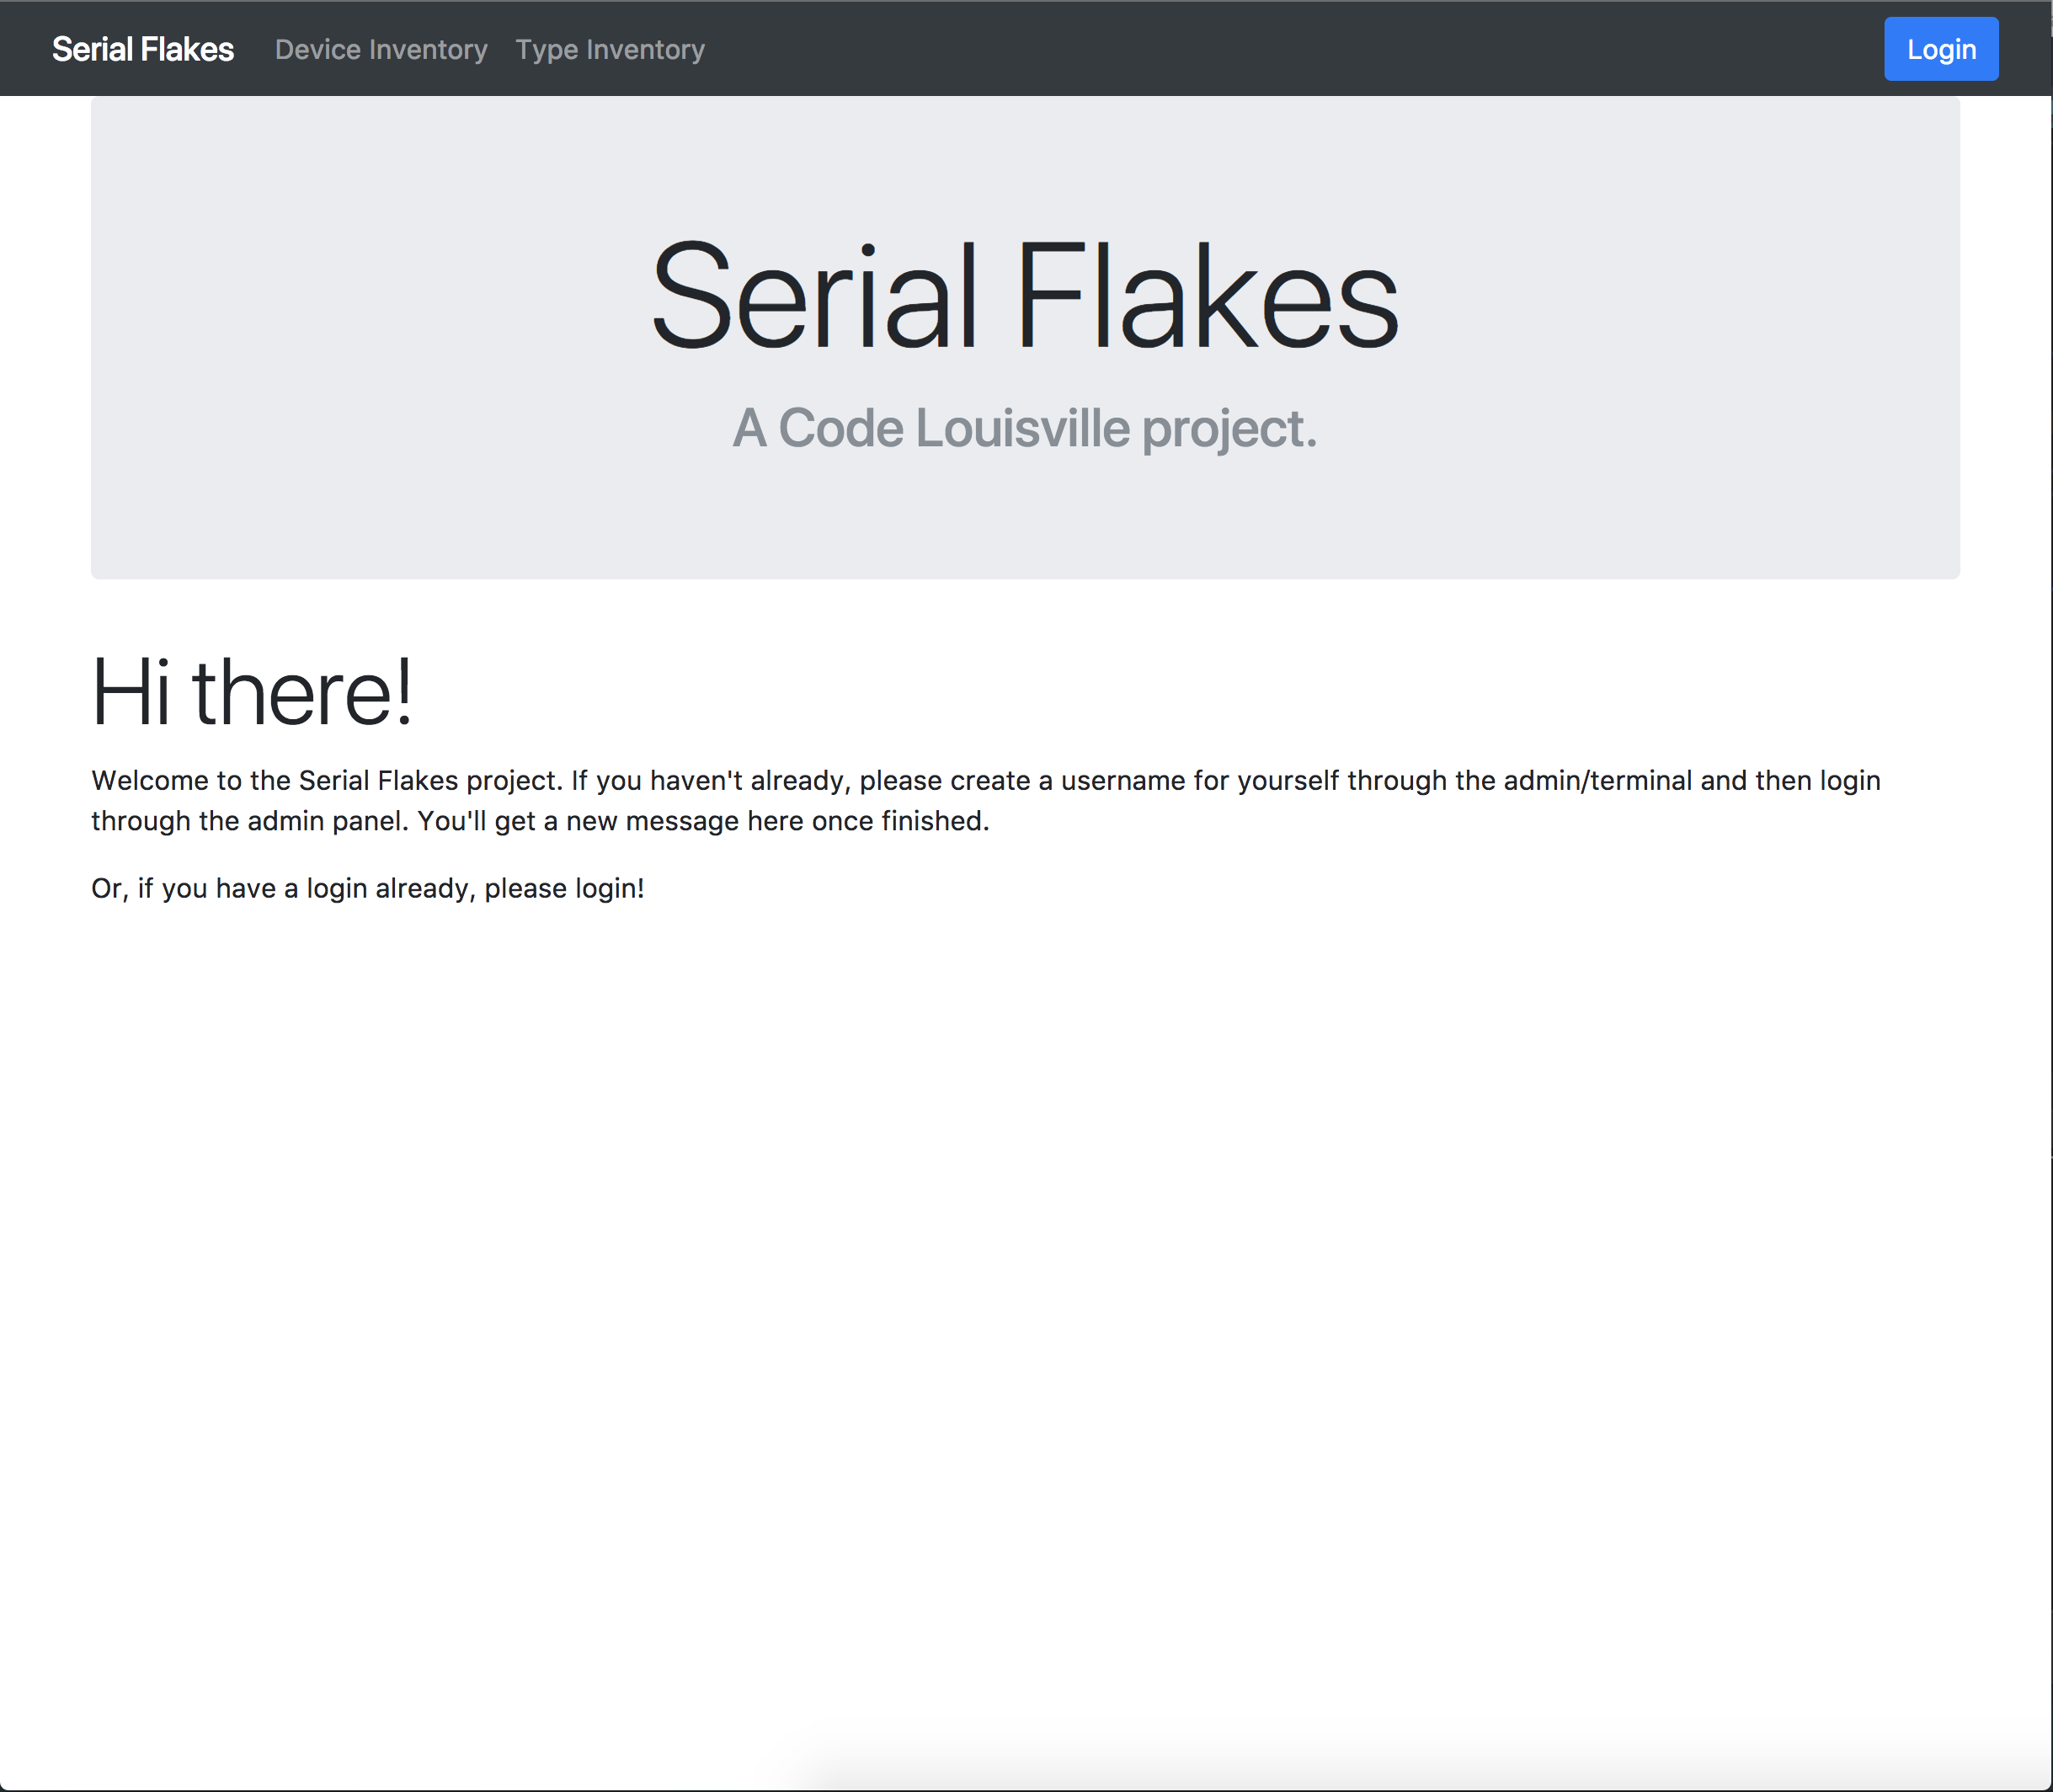 Serial Flakes Device Inventory Type Inventory Login
Serial Flakes
A Code Louisville project.
Hi there!
Welcome to the Serial Flakes project. If you haven't already, please create a username for yourself through the admin/terminal and then login
through the admin panel. You'll get a new message here once finished.
Or, if you have a login already, please login!